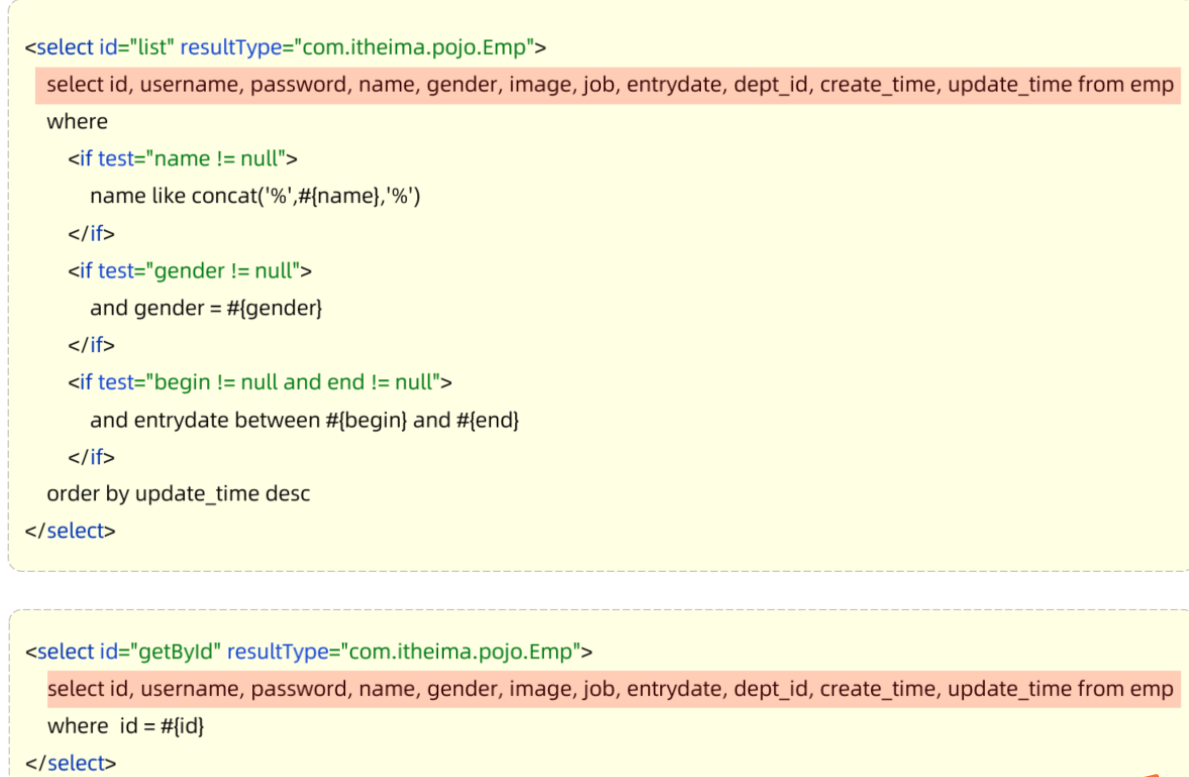 <select id="list" resultType="com.itheima.pojo.Emp">
select id, username, password, name, gender, image, job, entrydate, dept_id, create_time, update_time from emp
where
<if test="name != null">
name like concat('%',#{name},'%')
</if>
<if test="gender != null">
and gender = #{gender}
</if>
<if test="begin != null and end != null">
and entrydate between #{begin} and #{end}
</if>
order by update_time desc
</select>
<select id="getById" resultType="com.itheima.pojo.Emp">
select id, username, password, name, gender, image, job, entrydate, dept_id, create_time, update_time from emp
where  id = #{id}
</select>